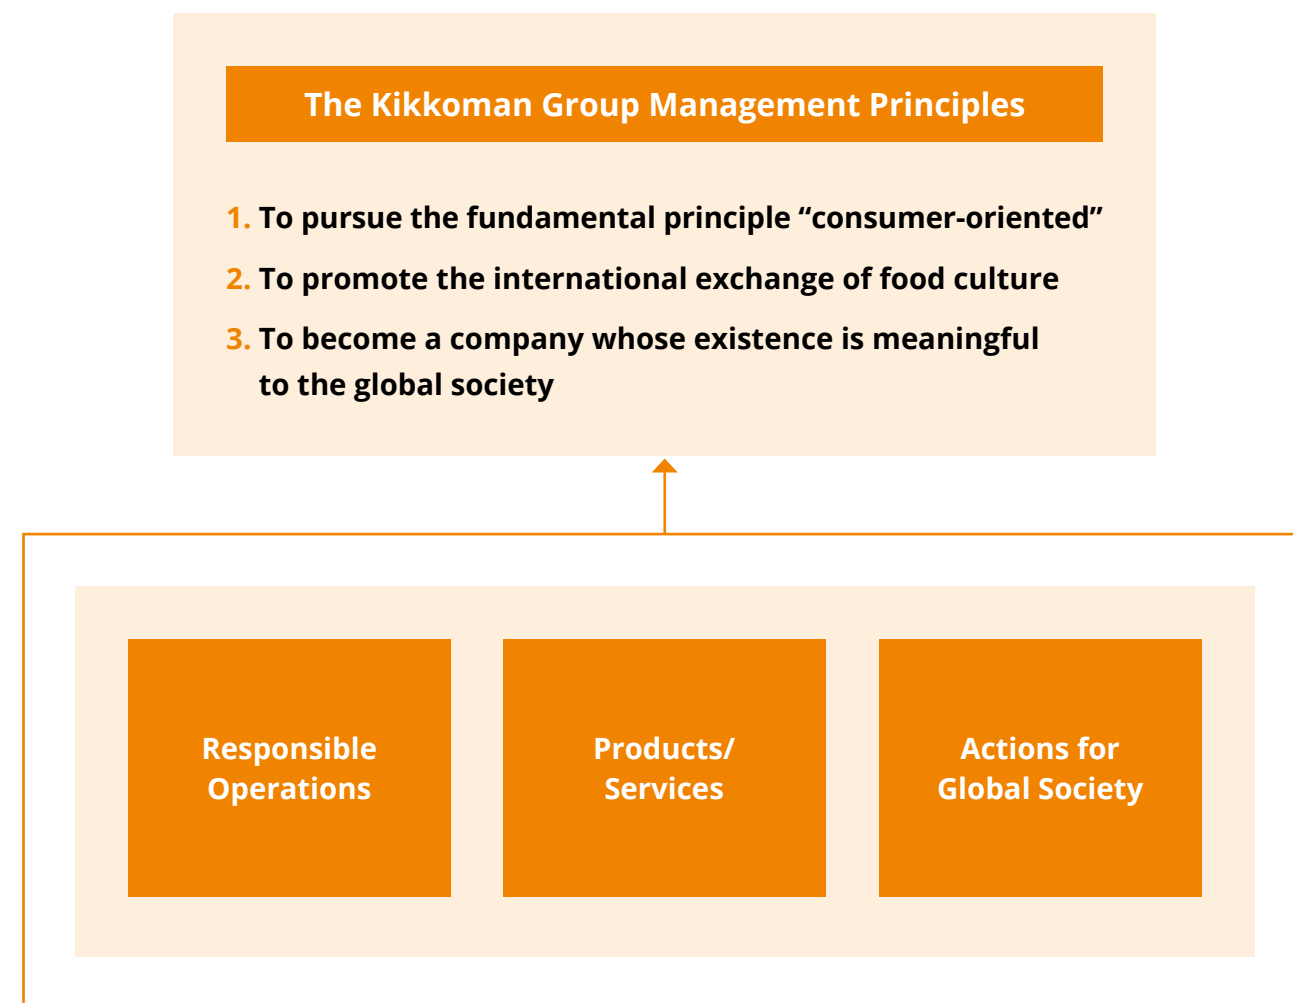 The Kikkoman Group Management Principles
1. To pursue the fundamental principle “consumer-oriented”
2. To promote the international exchange of food culture
3. To become a company whose existence is meaningful
to the global society
Responsible
Operations
Products/
Services
Actions for
Global Society